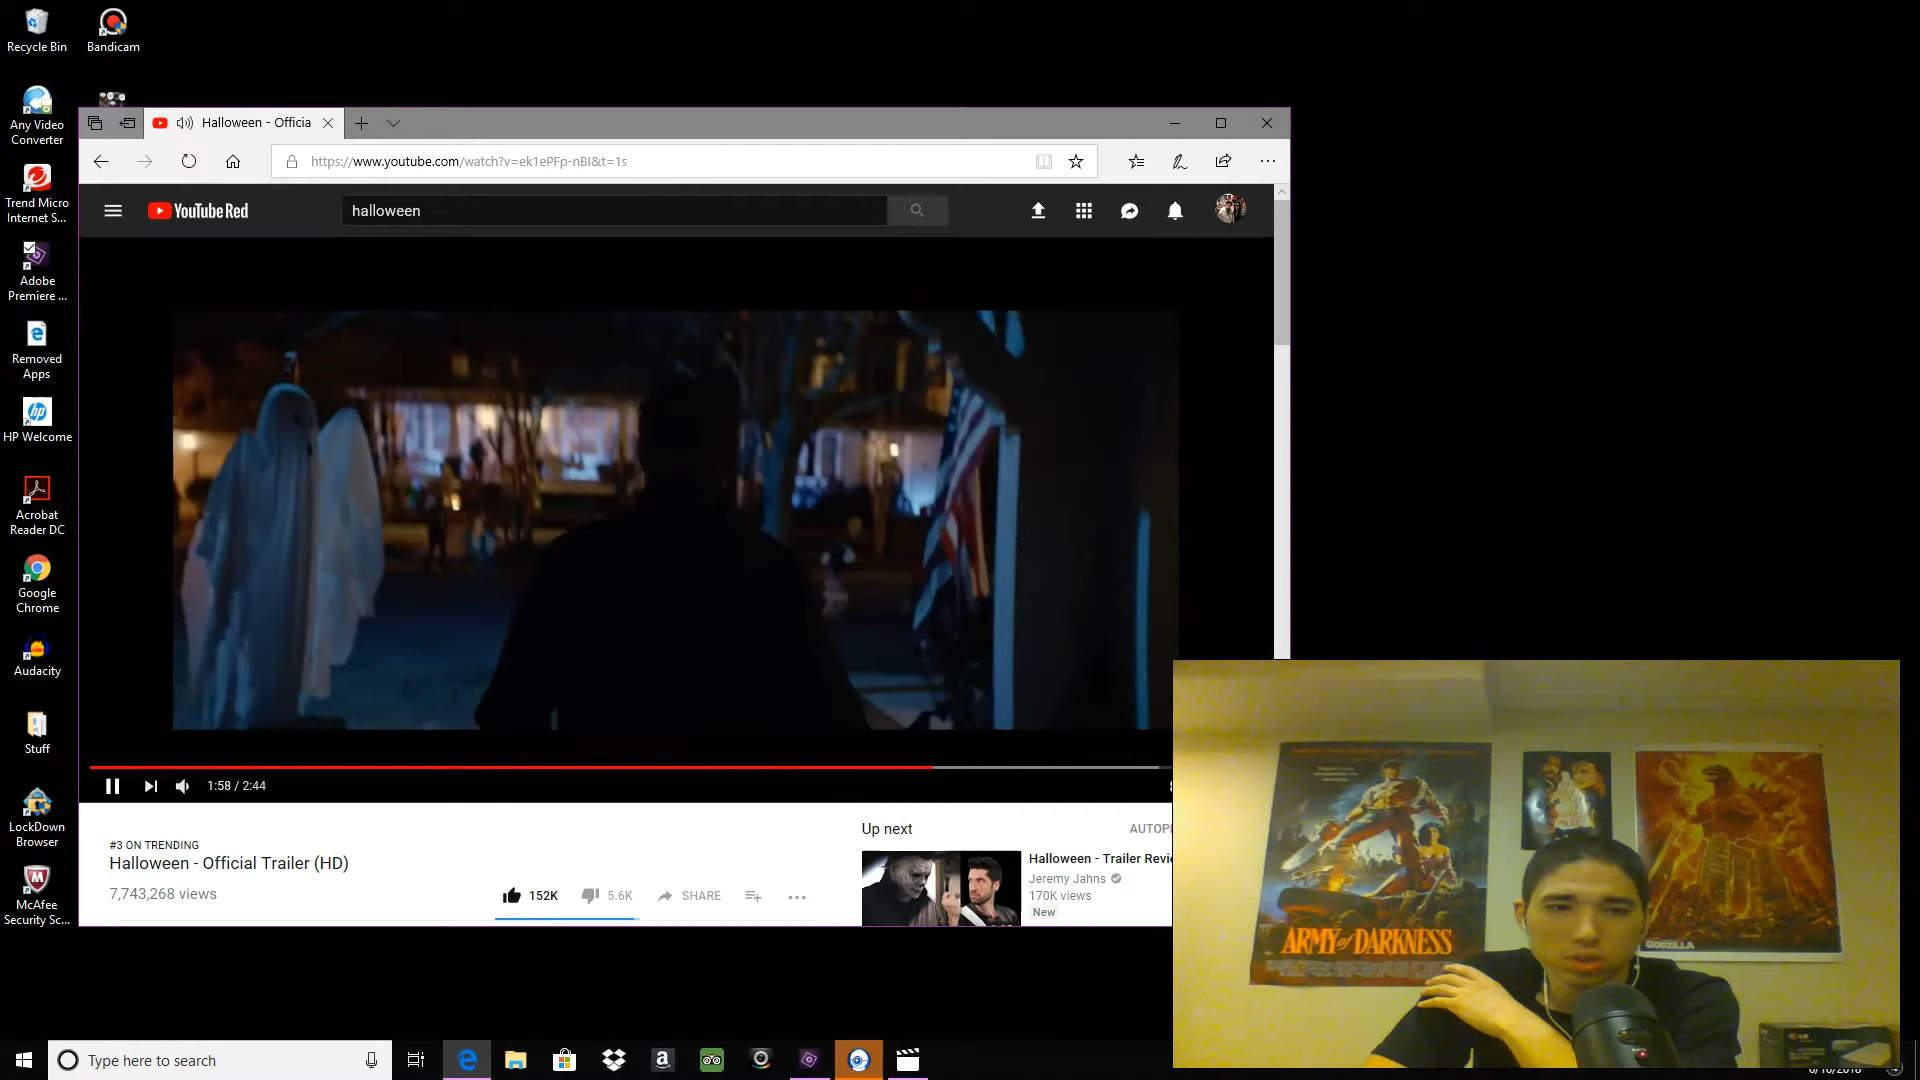 Recycle Bin
Bandicam
Any Video
Converter
Trend Micro
Internet S...
Adobe
Premiere ...
Removed
Apps
HP Welcome
Acrobat
Reader DC
Google
Chrome
Audacity
Stuff
LockDown
Browser
McAfee
Security Sc...
Halloween - Officia
https://www.youtube.com/watch?v=ek1ePFp-nBI&t=1s
YouTube Red
halloween
1:58 / 2:44
#3 ON TRENDING
Halloween - Official Trailer (HD)
7,743,268 views
152K
5.6K
SHARE
Up next
AUTOP
Halloween - Trailer Revie
Jeremy Jahns
170K views
New
ARMY of DARKNESS
GODZILLA
Type here to search